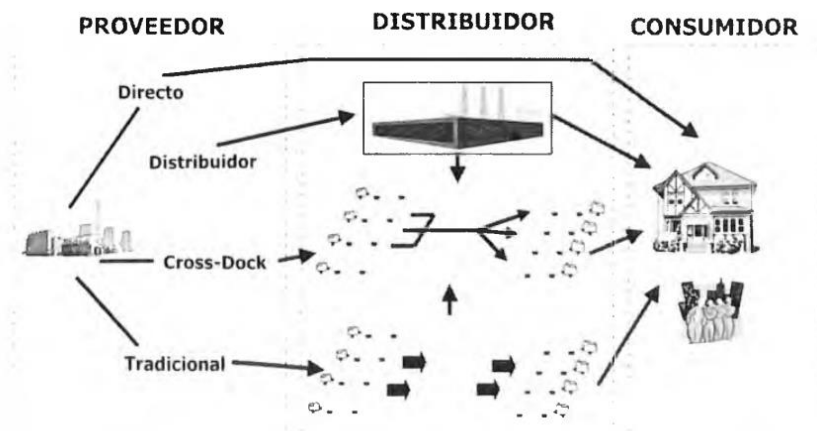 PROVEEDOR
DISTRIBUIDOR
CONSUMIDOR
Directo
Distribuidor
Cross-Dock
Tradicional